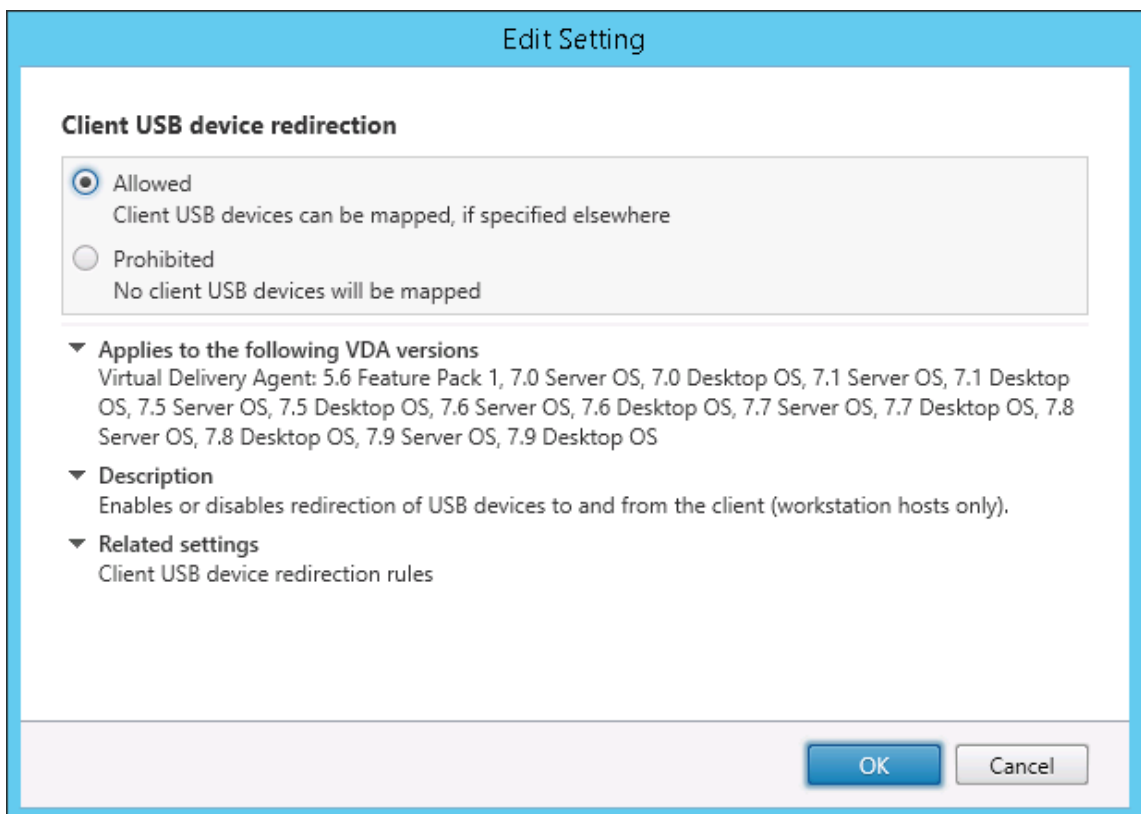 Edit Setting
Client USB device redirection
Allowed
Client USB devices can be mapped, if specified elsewhere
Prohibited
No client USB devices will be mapped
Applies to the following VDA versions
Virtual Delivery Agent: 5.6 Feature Pack 1, 7.0 Server OS, 7.0 Desktop OS, 7.1 Server OS, 7.1 Desktop
OS, 7.5 Server OS, 7.5 Desktop OS, 7.6 Server OS, 7.6 Desktop OS, 7.7 Server OS, 7.7 Desktop OS, 7.8
Server OS, 7.8 Desktop OS, 7.9 Server OS, 7.9 Desktop OS
Description
Enables or disables redirection of USB devices to and from the client (workstation hosts only).
Related settings
Client USB device redirection rules
OK
Cancel